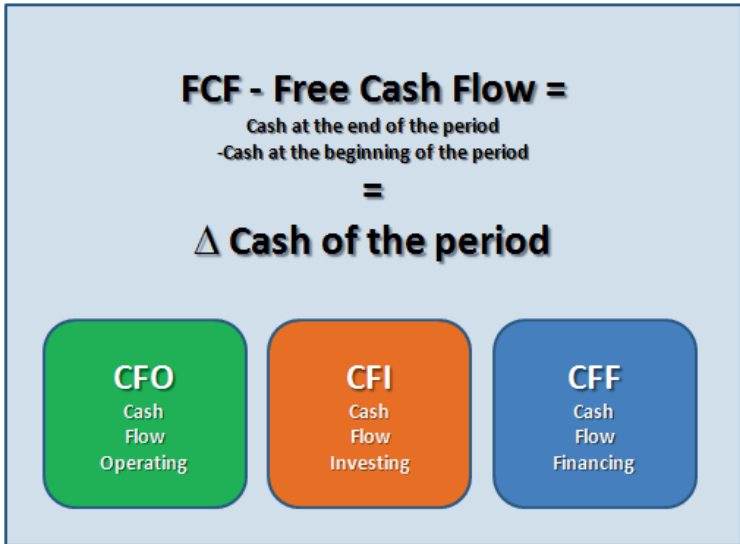 FCF - Free Cash Flow =
Cash at the end of the period
-Cash at the beginning of the period
=
Δ Cash of the period
CFO
Cash
Flow
Operating
CFI
Cash
Flow
Investing
CFF
Cash
Flow
Financing